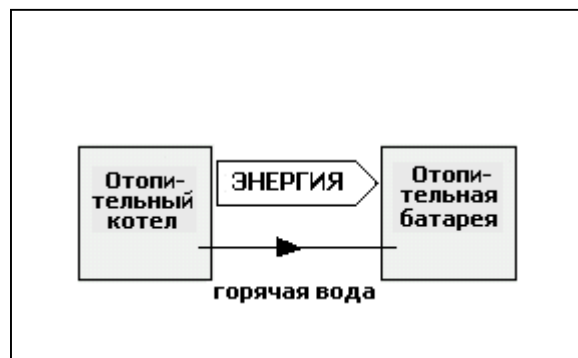 Отопи-
тельный
котел
ЭНЕРГИЯ
Отопи-
тельная
батарея
горячая вода